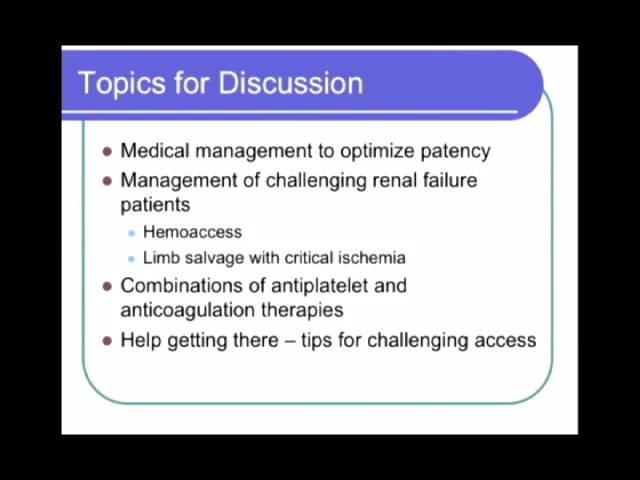 Topics for Discussion
Medical management to optimize patency
Management of challenging renal failure
patients
Hemoaccess
Limb salvage with critical ischemia
Combinations of antiplatelet and
anticoagulation therapies
Help getting there – tips for challenging access